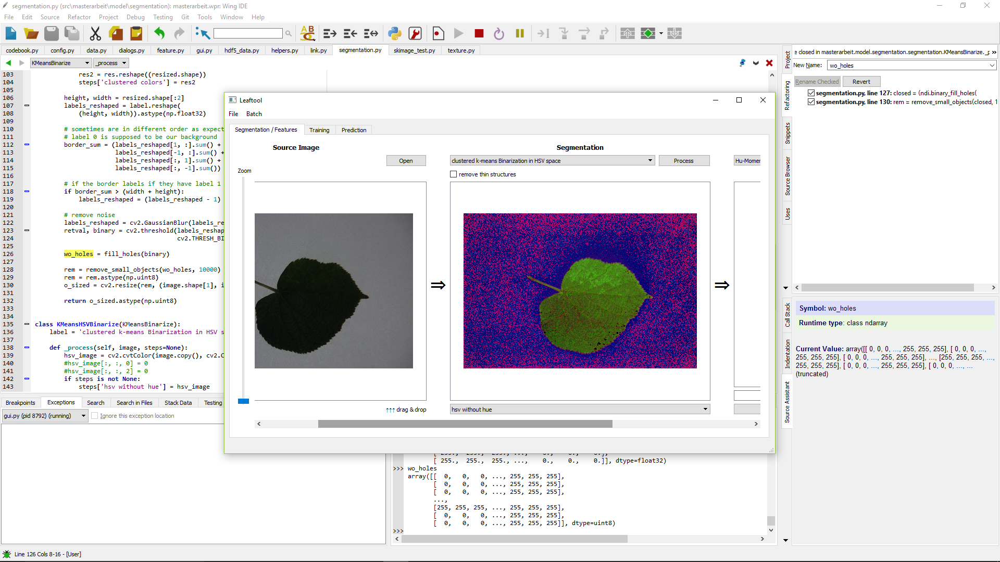 segmentation.py (src\masterarbeit\model\segmentation): masterarbeit.wpr: Wing IDE
File Edit Source Refactor Project Debug Testing Git Tools Window Help
codebook.py config.py data.py dialogs.py feature.py gui.py hdf5_data.py helpers.py link.py segmentation.py skimage_test.py texture.py
KMeansBinarize _process
103 res2 = res.reshape((resized.shape))
104 steps['clustered colors'] = res2
105
106 height, width = resized.shape[:2]
107 labels_reshaped = label.reshape(
108 (height, width)).astype(np.float32)
109
110 # sometimes are in different order as expect
111 # label 0 is supposed to be our background
112 border_sum = (labels_reshaped[1, :].sum() +
113 labels_reshaped[-1, :].sum() +
114 labels_reshaped[:, 1].sum() +
115 labels_reshaped[:, -1].sum())
116
117 # if the border labels if they have label 1
118 if border_sum > (width + height):
119 labels_reshaped = (labels_reshaped - 1)
120
121 # remove noise
122 labels_reshaped = cv2.GaussianBlur(labels_re
123 retval, binary = cv2.threshold(labels_reshap
124 cv2.THRESH_BI
125
126 wo_holes = fill_holes(binary)
127
128 rem = remove_small_objects(wo_holes, 10000)
129 rem = rem.astype(np.uint8)
130 o_sized = cv2.resize(rem, (image.shape[1], i
131
132 return o_sized.astype(np.uint8)
133
134
135 class KMeansHSVBinarize(KMeansBinarize):
136 label = 'clustered k-means Binarization in HSV s
137
138 def _process(self, image, steps=None):
139 hsv_image = cv2.cvtColor(image.copy(), cv2.C
140 #hsv_image[:, :, 0] = 0
141 #hsv_image[:, :, 2] = 0
142 if steps is not None:
143 steps['hsv without hue'] = hsv_image
Leaftool
File Batch
Segmentation / Features Training Prediction
Source Image
Segmentation
Open
clustered k-means Binarization in HSV space
Process
Hu-Momen
Zoom
remove thin structures
⇒
⇒
↑↑↑ drag & drop
hsv without hue
Breakpoints Exceptions Search Search in Files Stack Data Testing
gui.py (pid 8792) (running)
Ignore this exception location
[ 255., 255., 255., ..., 0., 0., 0.],
[ 255., 255., 255., ..., 0., 0., 0.]], dtype=float32)
>>> wo_holes
array([[ 0, 0, 0, ..., 255, 255, 255],
[ 0, 0, 0, ..., 255, 255, 255],
[ 0, 0, 0, ..., 255, 255, 255],
...,
[255, 255, 255, ..., 255, 255, 255],
[ 0, 0, 0, ..., 255, 255, 255],
[ 0, 0, 0, ..., 255, 255, 255]], dtype=uint8)
>>>
Project
Refactoring
Snippets
Source Browser
Uses
e closed in masterarbeit.model.segmentation.segmentation.KMeansBinarize._p »
New Name: wo_holes
Rename Checked Revert
segmentation.py, line 127: closed = (ndi.binary_fill_holes(
segmentation.py, line 130: rem = remove_small_objects(closed, 1
Call Stack
Indentation
Source Assistant
Symbol: wo_holes
Runtime type: class ndarray
Current Value: array([[ 0, 0, 0, ..., 255, 255, 255], [ 0, 0, 0, ...,
255, 255, 255], [ 0, 0, 0, ..., 255, 255, 255], ..., [255, 255, 255, ...,
255, 255, 255], [ 0, 0, 0, ..., 255, 255, 255], [ 0, 0, 0, ..., ...
(truncated)
Line 126 Cols 8-16 - [User]